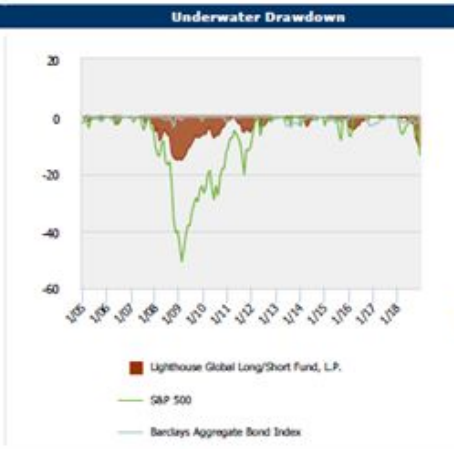 Underwater Drawdown
20
0
-20
-40
-60
1/05 1/06 1/07 1/08 1/09 1/10 1/11 1/12 1/13 1/14 1/15 1/16 1/17 1/18
Lighthouse Global Long/Short Fund, L.P.
S&P 500
Barclays Aggregate Bond Index